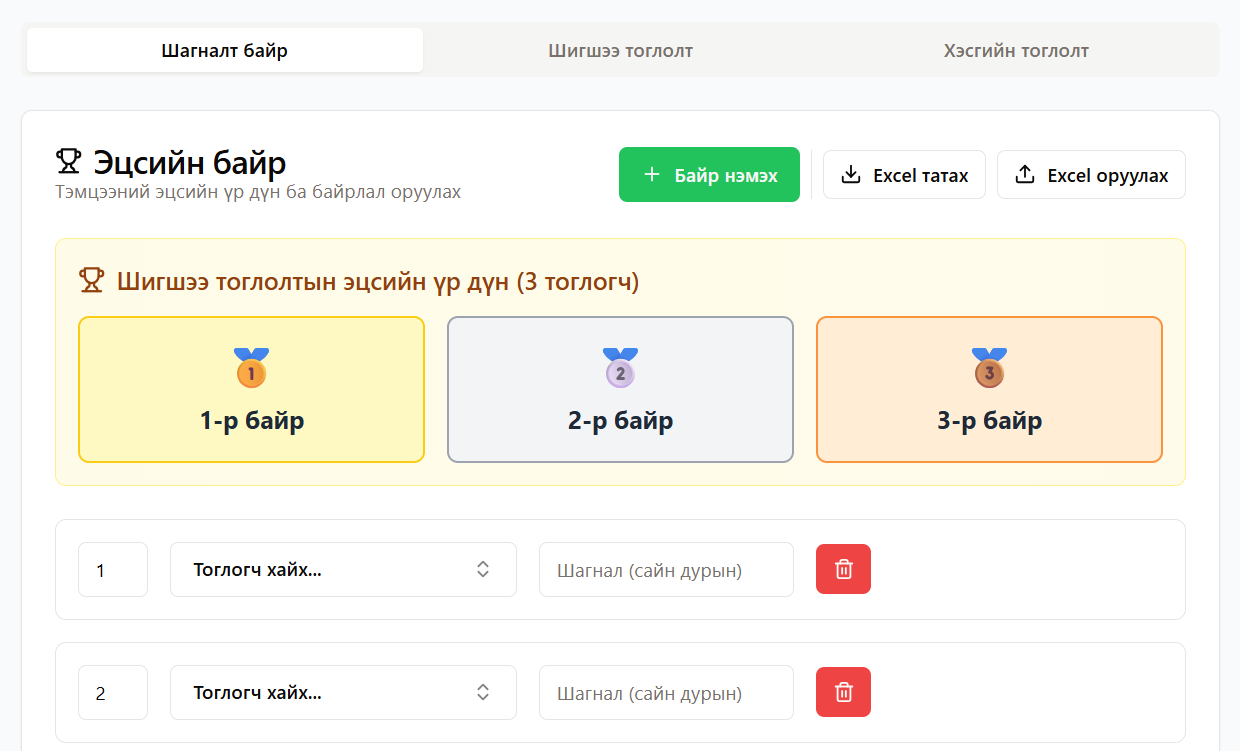 Шагналт байр
Шигшээ тоглолт
Хэсгийн тоглолт
Эцсийн байр
Тэмцээний эцсийн үр дүн ба байрлал оруулах
Байр нэмэх
Excel татах
Excel оруулах
Шигшээ тоглолтын эцсийн үр дүн (3 тоглогч)
1
1-р байр
2
2-р байр
3
3-р байр
1
Тоглогч хайх...
Шагнал (сайн дурын)
2
Тоглогч хайх...
Шагнал (сайн дурын)